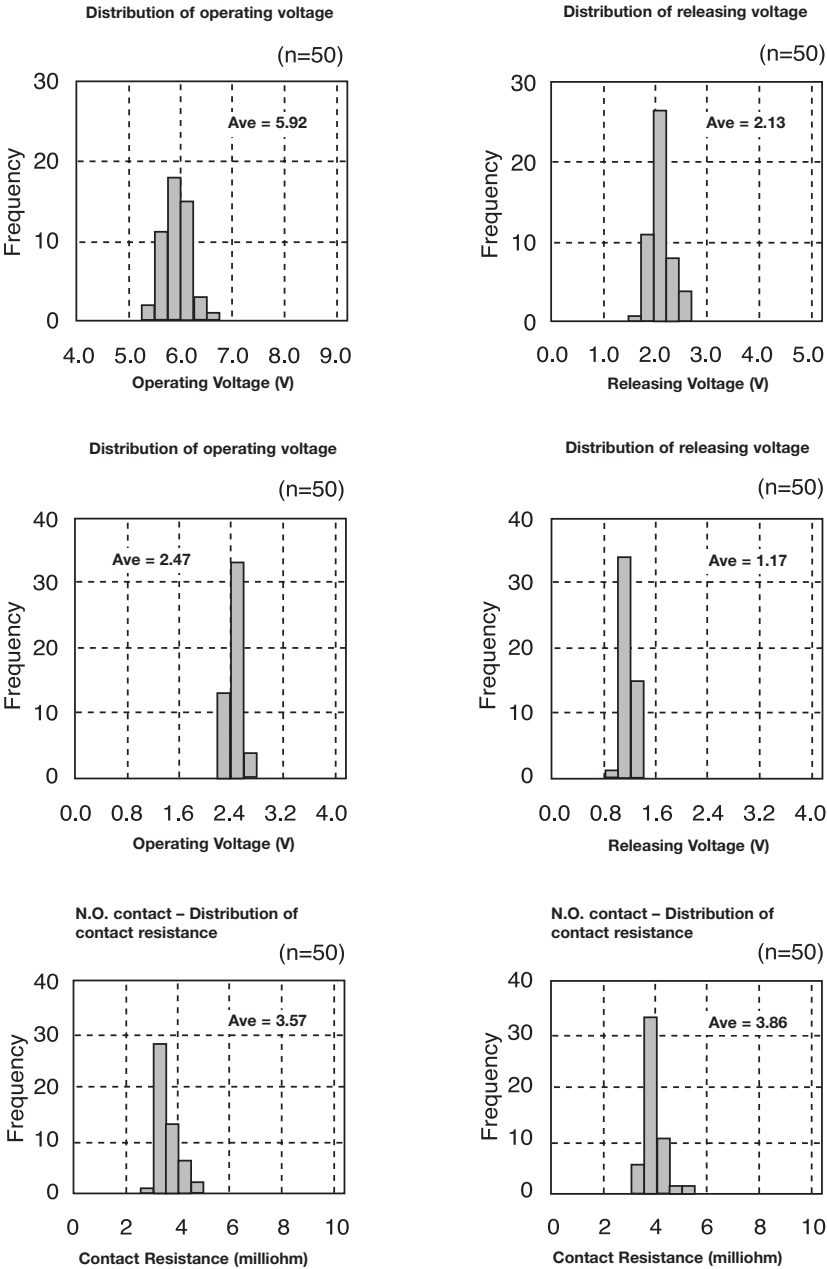 Distribution of operating voltage
(n=50)
30
Ave = 5.92
20
10
0
Frequency
4.0 5.0 6.0 7.0 8.0 9.0
Operating Voltage (V)
Distribution of releasing voltage
(n=50)
30
Ave = 2.13
20
10
0
Frequency
0.0 1.0 2.0 3.0 4.0 5.0
Releasing Voltage (V)
Distribution of operating voltage
(n=50)
40
Ave = 2.47
30
20
10
0
Frequency
0.0 0.8 1.6 2.4 3.2 4.0
Operating Voltage (V)
Distribution of releasing voltage
(n=50)
40
Ave = 1.17
30
20
10
0
Frequency
0.0 0.8 1.6 2.4 3.2 4.0
Releasing Voltage (V)
N.O. contact – Distribution of
contact resistance
(n=50)
40
Ave = 3.57
30
20
10
0
Frequency
0 2 4 6 8 10
Contact Resistance (milliohm)
N.O. contact – Distribution of
contact resistance
(n=50)
40
Ave = 3.86
30
20
10
0
Frequency
0 2 4 6 8 10
Contact Resistance (milliohm)